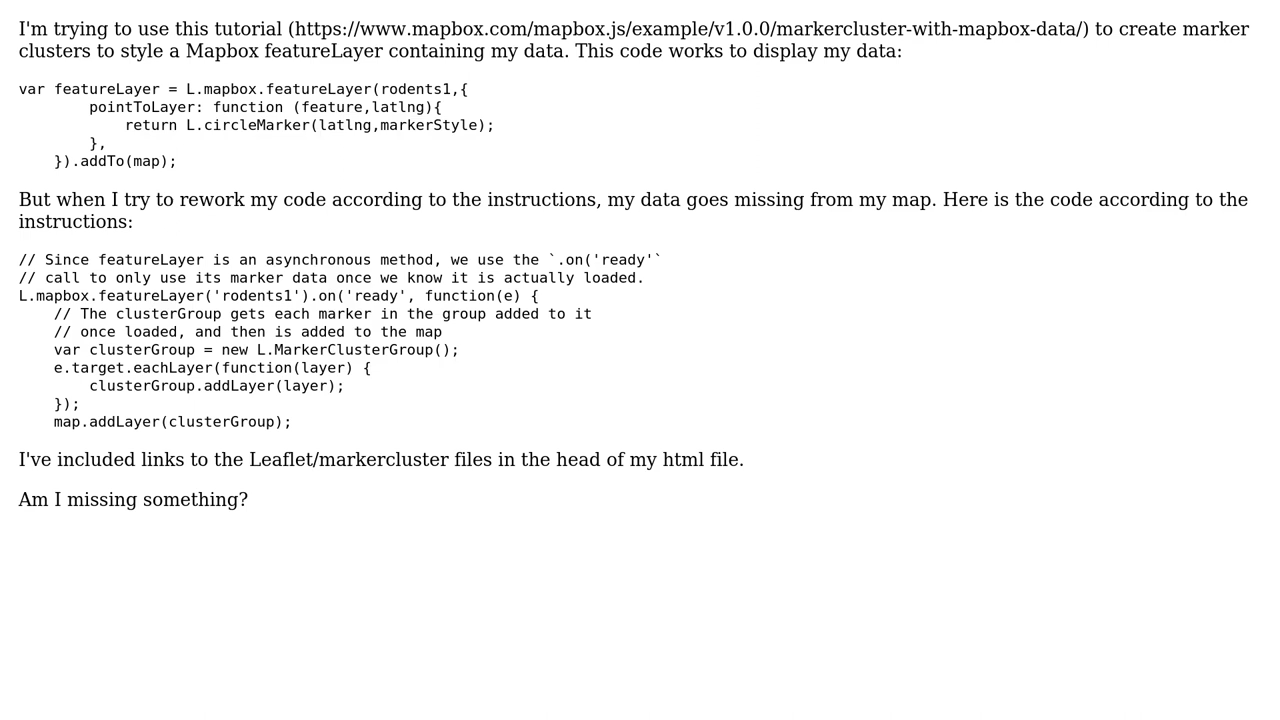 I'm trying to use this tutorial (https://www.mapbox.com/mapbox.js/example/v1.0.0/markercluster-with-mapbox-data/) to create marker
clusters to style a Mapbox featureLayer containing my data. This code works to display my data:
var featureLayer = L.mapbox.featureLayer(rodents1,{
        pointToLayer: function (feature,latlng){
            return L.circleMarker(latlng,markerStyle);
        },
    }).addTo(map);
But when I try to rework my code according to the instructions, my data goes missing from my map. Here is the code according to the
instructions:
// Since featureLayer is an asynchronous method, we use the `.on('ready'`
// call to only use its marker data once we know it is actually loaded.
L.mapbox.featureLayer('rodents1').on('ready', function(e) {
    // The clusterGroup gets each marker in the group added to it
    // once loaded, and then is added to the map
    var clusterGroup = new L.MarkerClusterGroup();
    e.target.eachLayer(function(layer) {
        clusterGroup.addLayer(layer);
    });
    map.addLayer(clusterGroup);
I've included links to the Leaflet/markercluster files in the head of my html file.
Am I missing something?